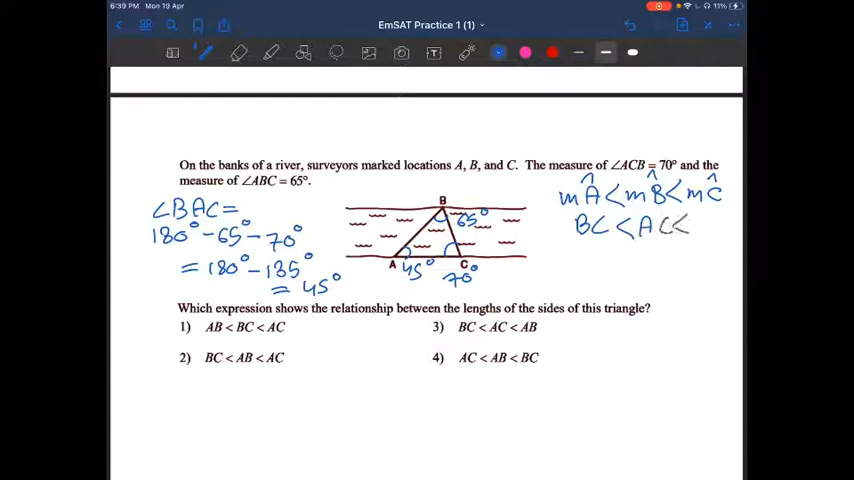 6:39 PM Mon 19 Apr
11%
EmSAT Practice 1 (1)
On the banks of a river, surveyors marked locations A, B, and C. The measure of ∠ACB = 70° and the
measure of ∠ABC = 65°.
∠BAC =
180° - 65° - 70°
= 180° - 135°
= 45°
B
65°
A
45°
C
70°
mÂ < mB̂ < mĈ
BC < AC <
Which expression shows the relationship between the lengths of the sides of this triangle?
1) AB < BC < AC
3) BC < AC < AB
2) BC < AB < AC
4) AC < AB < BC